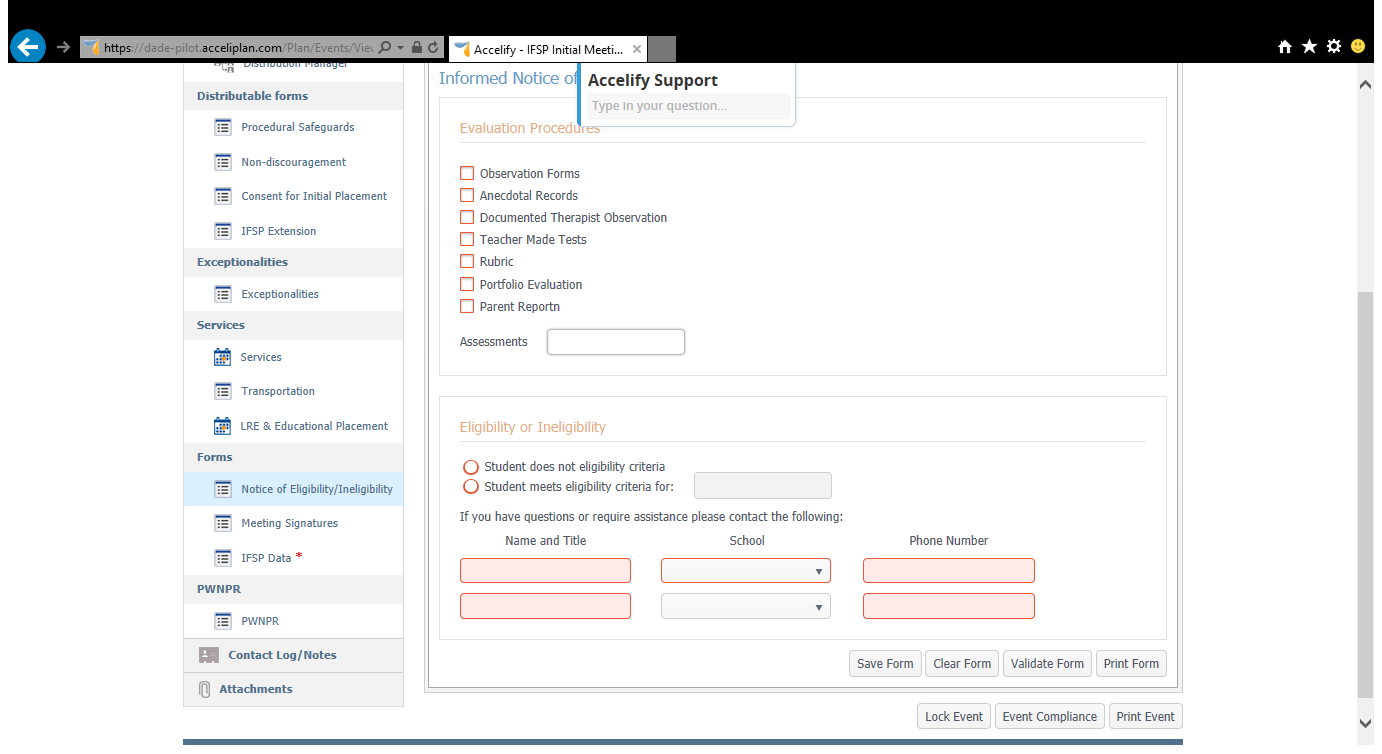 https://dade-pilot.acceliplan.com/Plan/Events/Vie
Accelify - IFSP Initial Meeti...
Distribution Manager
Distributable forms
Procedural Safeguards
Non-discouragement
Consent for Initial Placement
IFSP Extension
Exceptionalities
Exceptionalities
Services
Services
Transportation
LRE & Educational Placement
Forms
Notice of Eligibility/Ineligibility
Meeting Signatures
IFSP Data *
PWNPR
PWNPR
Contact Log/Notes
Attachments
Informed Notice of
Accelify Support
Type in your question...
Evaluation Procedures
Observation Forms
Anecdotal Records
Documented Therapist Observation
Teacher Made Tests
Rubric
Portfolio Evaluation
Parent Reportn
Assessments
Eligibility or Ineligibility
Student does not eligibility criteria
Student meets eligibility criteria for:
If you have questions or require assistance please contact the following:
Name and Title School Phone Number
Save Form Clear Form Validate Form Print Form
Lock Event Event Compliance Print Event